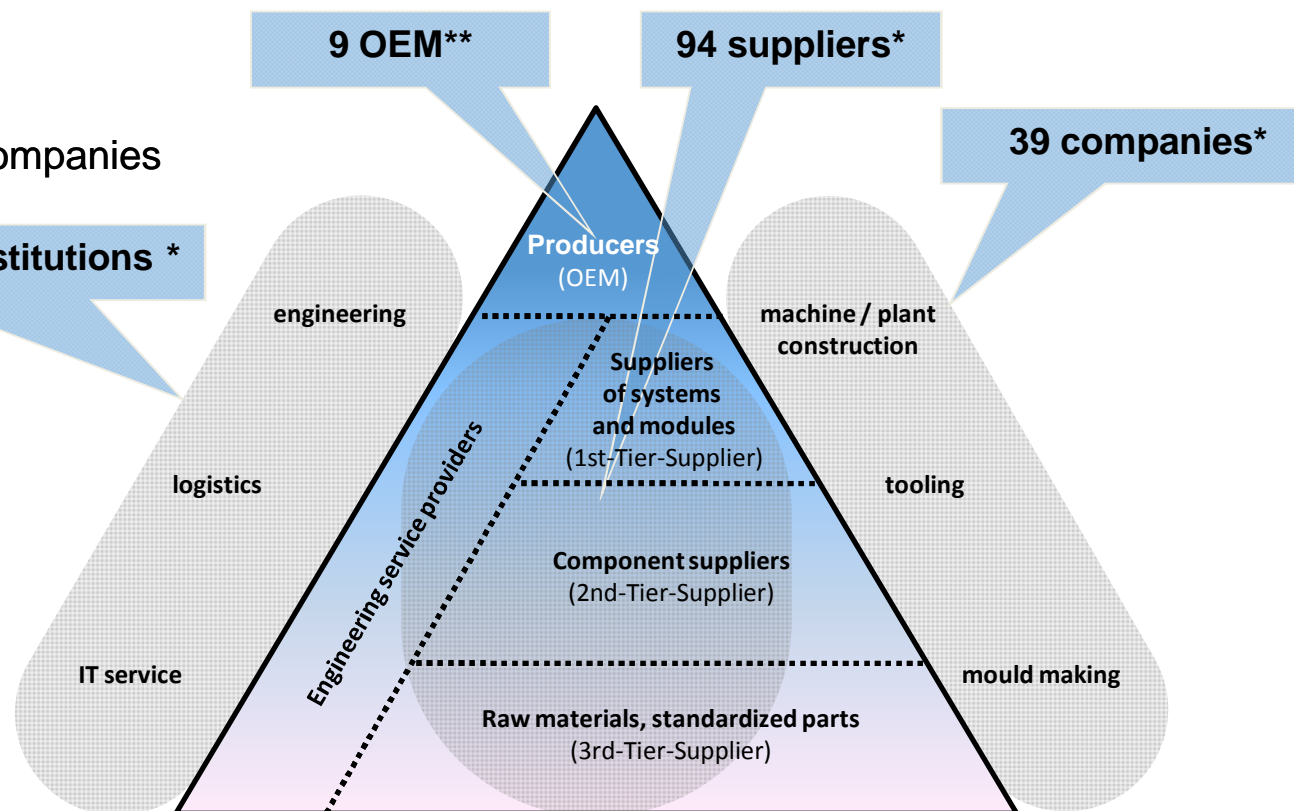 9 OEM**
94 suppliers*
39 companies*
ompanies
stitutions *
Producers
(OEM)
engineering
machine / plant
construction
Suppliers
of systems
and modules
(1st-Tier-Supplier)
Engineering service providers
logistics
tooling
Component suppliers
(2nd-Tier-Supplier)
IT service
mould making
Raw materials, standardized parts
(3rd-Tier-Supplier)